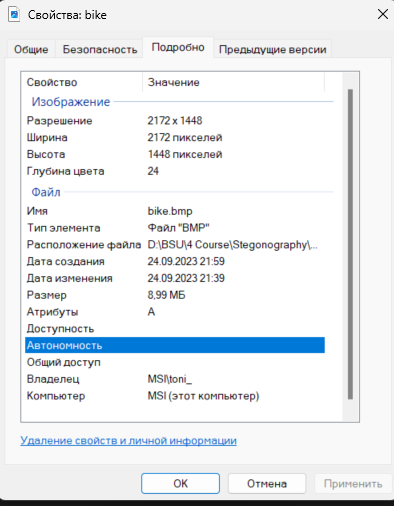 Свойства: bike
Общие Безопасность Подробно Предыдущие версии
Свойство Значение
Изображение
Разрешение 2172 x 1448
Ширина 2172 пикселей
Высота 1448 пикселей
Глубина цвета 24
Файл
Имя bike.bmp
Тип элемента Файл "BMP"
Расположение файла D:\BSU\4 Course\Stegonography\...
Дата создания 24.09.2023 21:59
Дата изменения 24.09.2023 21:39
Размер 8,99 МБ
Атрибуты A
Доступность
Автономность
Общий доступ
Владелец MSI\toni_
Компьютер MSI (этот компьютер)
Удаление свойств и личной информации
ОК Отмена Применить